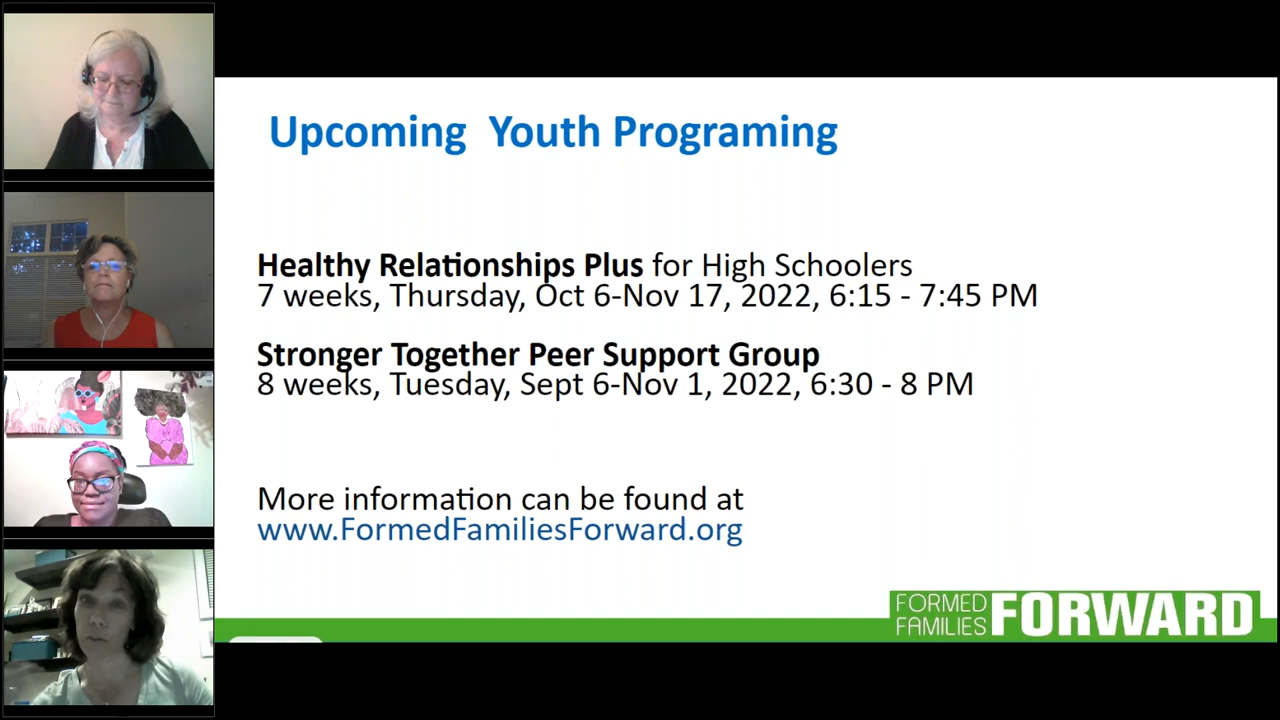 Upcoming Youth Programing
Healthy Relationships Plus for High Schoolers
7 weeks, Thursday, Oct 6-Nov 17, 2022, 6:15 - 7:45 PM
Stronger Together Peer Support Group
8 weeks, Tuesday, Sept 6-Nov 1, 2022, 6:30 - 8 PM
More information can be found at
www.FormedFamiliesForward.org
FORMED
FAMILIES FORWARD